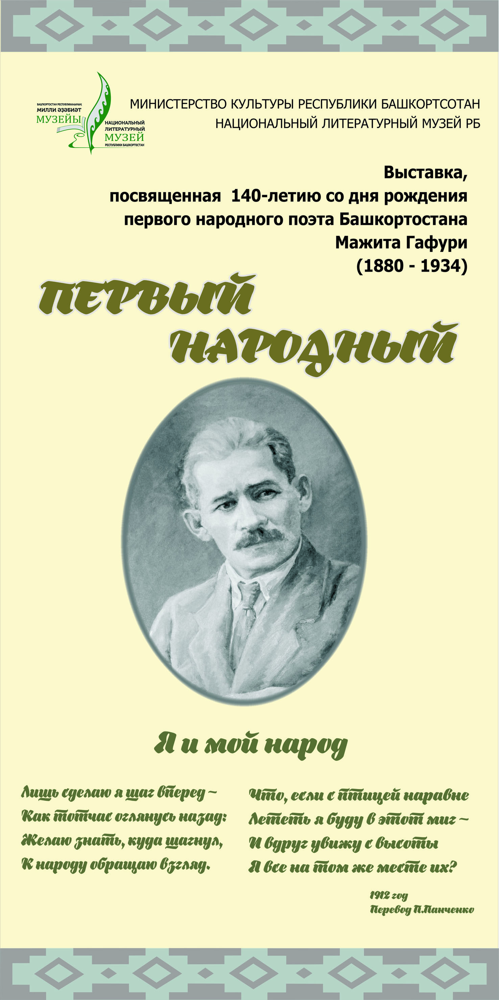 БАШҠОРТОСТАН РЕСПУБЛИКАҺЫНЫҢ
МИЛЛИ ӘҘӘБИӘТ
МУЗЕЙЫ
НАЦИОНАЛЬНЫЙ
ЛИТЕРАТУРНЫЙ
МУЗЕЙ
РЕСПУБЛИКИ БАШКОРТОСТАН
МИНИСТЕРСТВО КУЛЬТУРЫ РЕСПУБЛИКИ БАШКОРТСОТАН
НАЦИОНАЛЬНЫЙ ЛИТЕРАТУРНЫЙ МУЗЕЙ РБ
Выставка,
посвященная 140-летию со дня рождения
первого народного поэта Башкортостана
Мажита Гафури
(1880 - 1934)
ПЕРВЫЙ
НАРОДНЫЙ
Я и мой народ
Лишь сделаю я шаг вперед –
Как тотчас оглянусь назад:
Желаю знать, куда шагнул,
К народу обращаю взгляд.
Что, если с птицей наравне
Лететь я буду в этот миг –
И вдруг увижу с высоты
Я все на том же месте их?
1912 год
Перевод П.Панченко